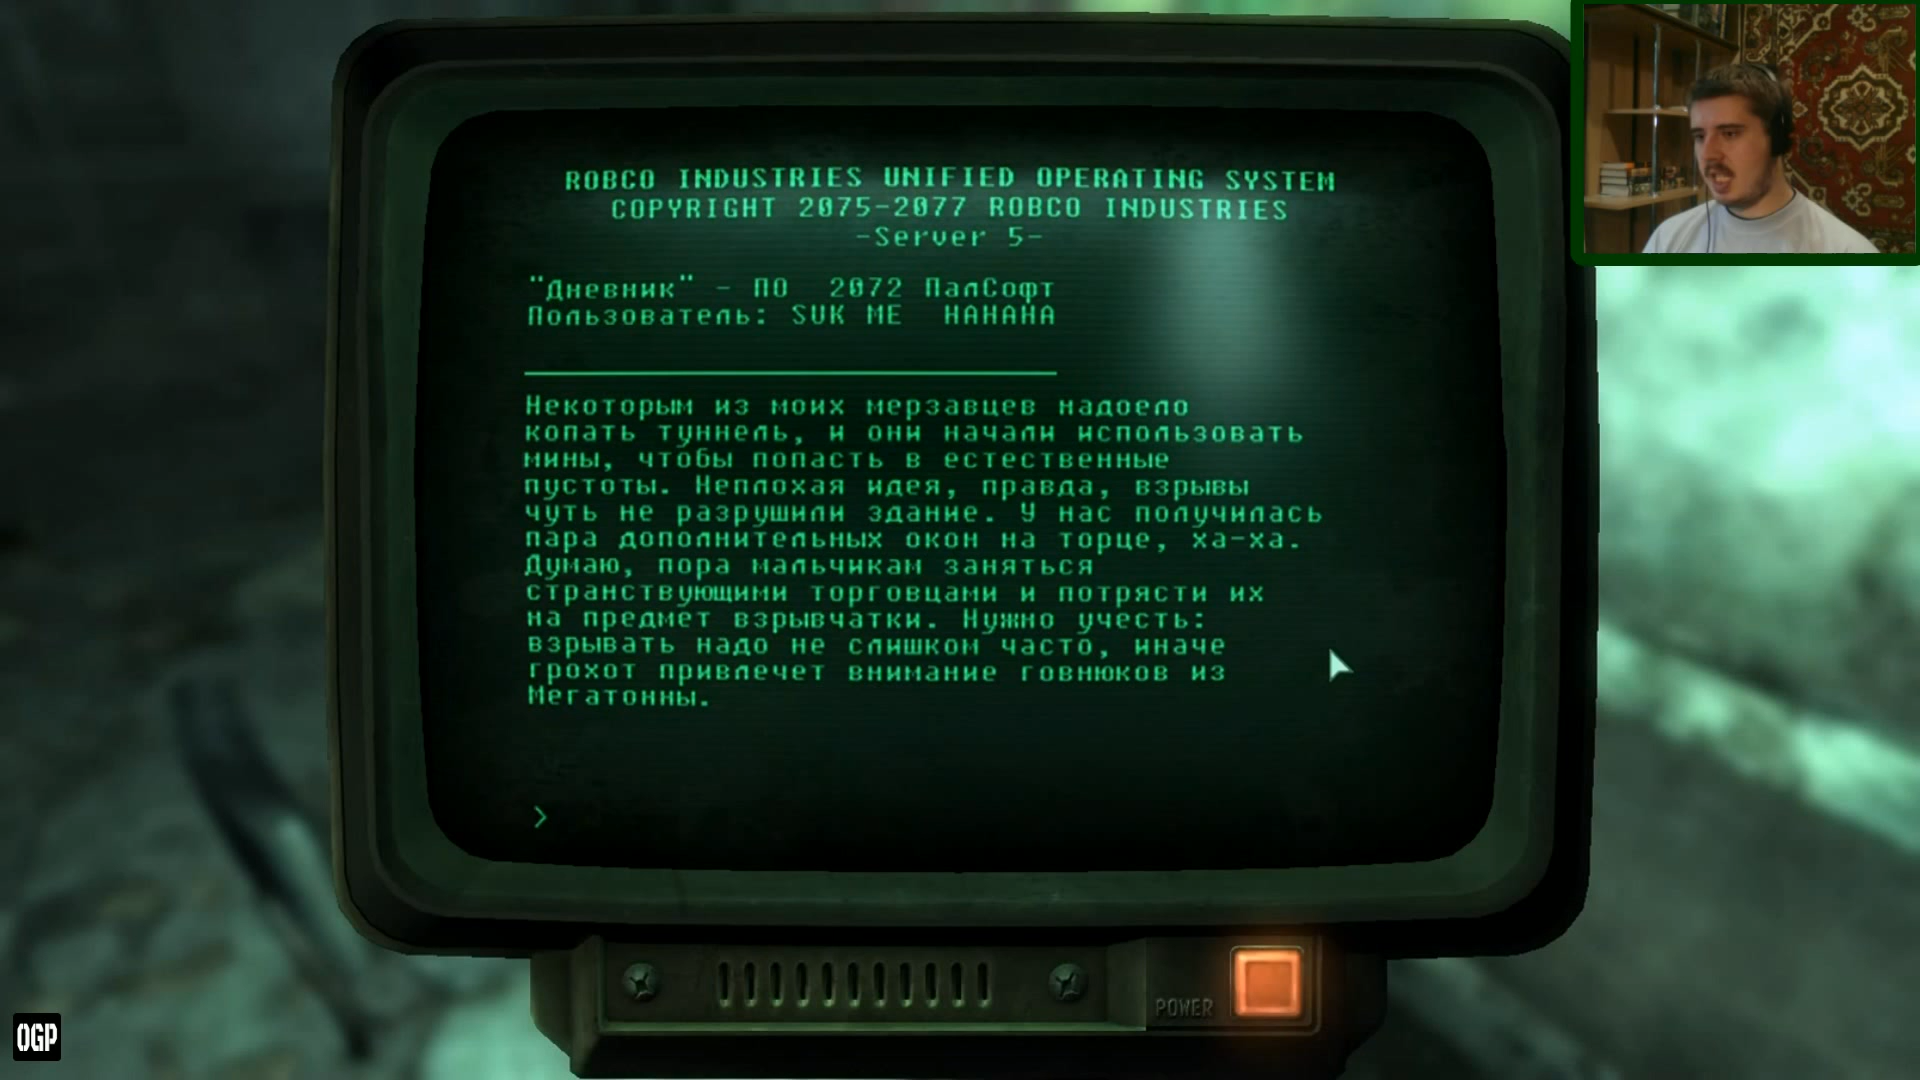 ROBCO INDUSTRIES UNIFIED OPERATING SYSTEM
COPYRIGHT 2075-2077 ROBCO INDUSTRIES
-Server 5-
"Дневник" - ПО 2072 ПалСофт
Пользователь: SUK ME HAHAHA
Некоторым из моих мерзавцев надоело
копать туннель, и они начали использовать
мины, чтобы попасть в естественные
пустоты. Неплохая идея, правда, взрывы
чуть не разрушили здание. У нас получилась
пара дополнительных окон на торце, ха-ха.
Думаю, пора мальчикам заняться
странствующими торговцами и потрясти их
на предмет взрывчатки. Нужно учесть:
взрывать надо не слишком часто, иначе
грохот привлечет внимание говнюков из
Мегатонны.
>
POWER
OGP